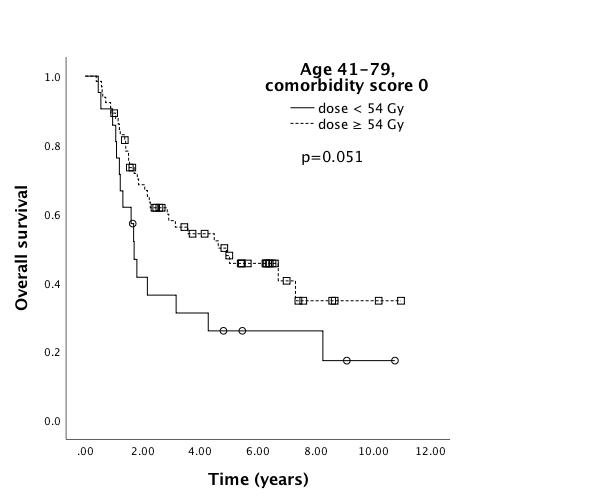 Age 41–79,
comorbidity score 0
dose < 54 Gy
dose ≥ 54 Gy
p=0.051
Overall survival
1.0
0.8
0.6
0.4
0.2
0.0
.00 2.00 4.00 6.00 8.00 10.00 12.00
Time (years)